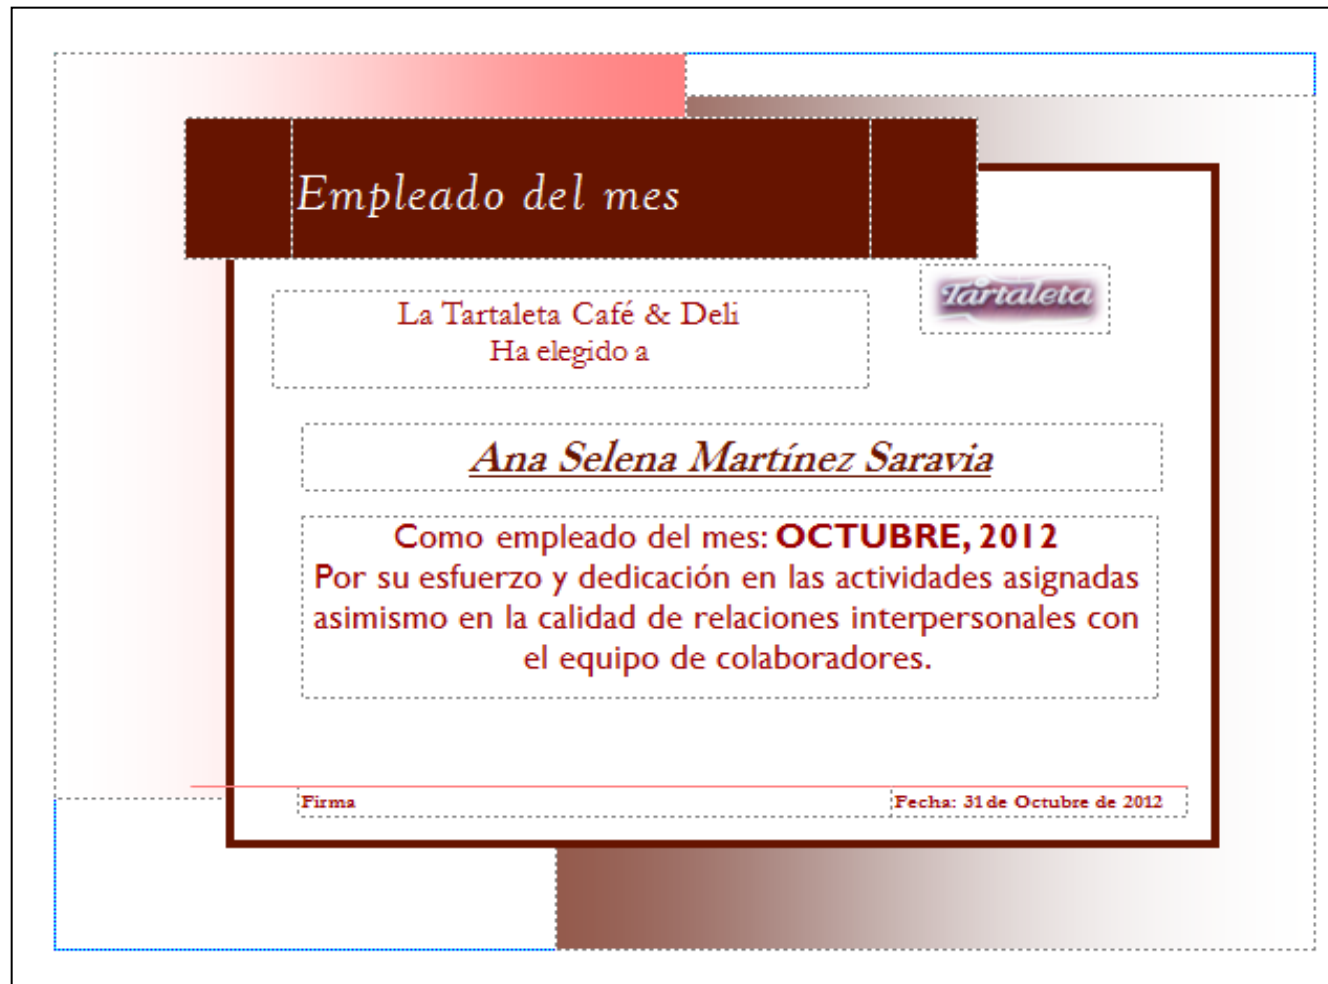 Empleado del mes
Tartaleta
La Tartaleta Café & Deli
Ha elegido a
Ana Selena Martínez Saravia
Como empleado del mes: OCTUBRE, 2012
Por su esfuerzo y dedicación en las actividades asignadas
asimismo en la calidad de relaciones interpersonales con
el equipo de colaboradores.
Firma
Fecha: 31 de Octubre de 2012